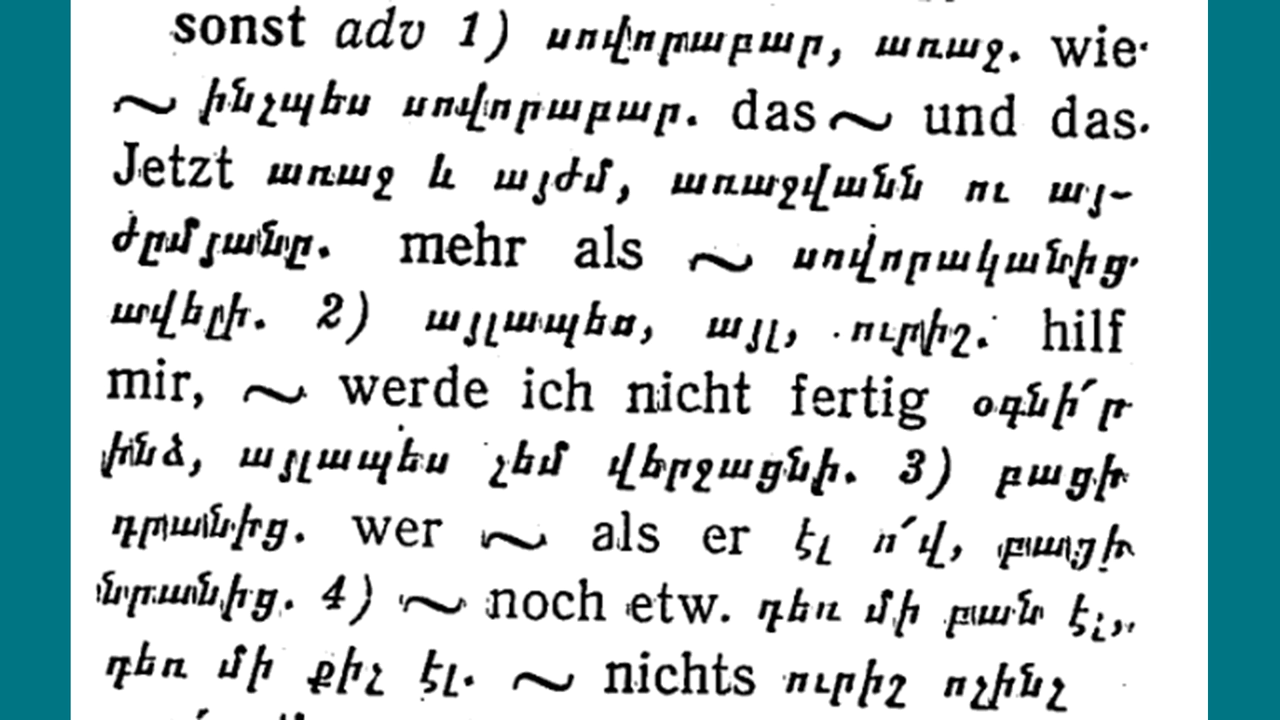 sonst adv 1) սովորաբար, առաջ. wie
~ ինչպես սովորաբար. das ~ und das.
Jetzt առաջ և այժմ, առաջվանն ու այ-
ժըմյանը. mehr als ~ սովորականից
ավելի. 2) այլապես, այլ, ուրիշ. hilf
mir, ~ werde ich nicht fertig օգնի՛ր
ինձ, այլապես չեմ վերջացնի. 3) բացի
դրանից. wer ~ als er էլ ո՛վ, բացի
նրանից. 4) ~ noch etw. դեռ մի բան էլ,
դեռ մի քիչ էլ. ~ nichts ուրիշ ոչինչ